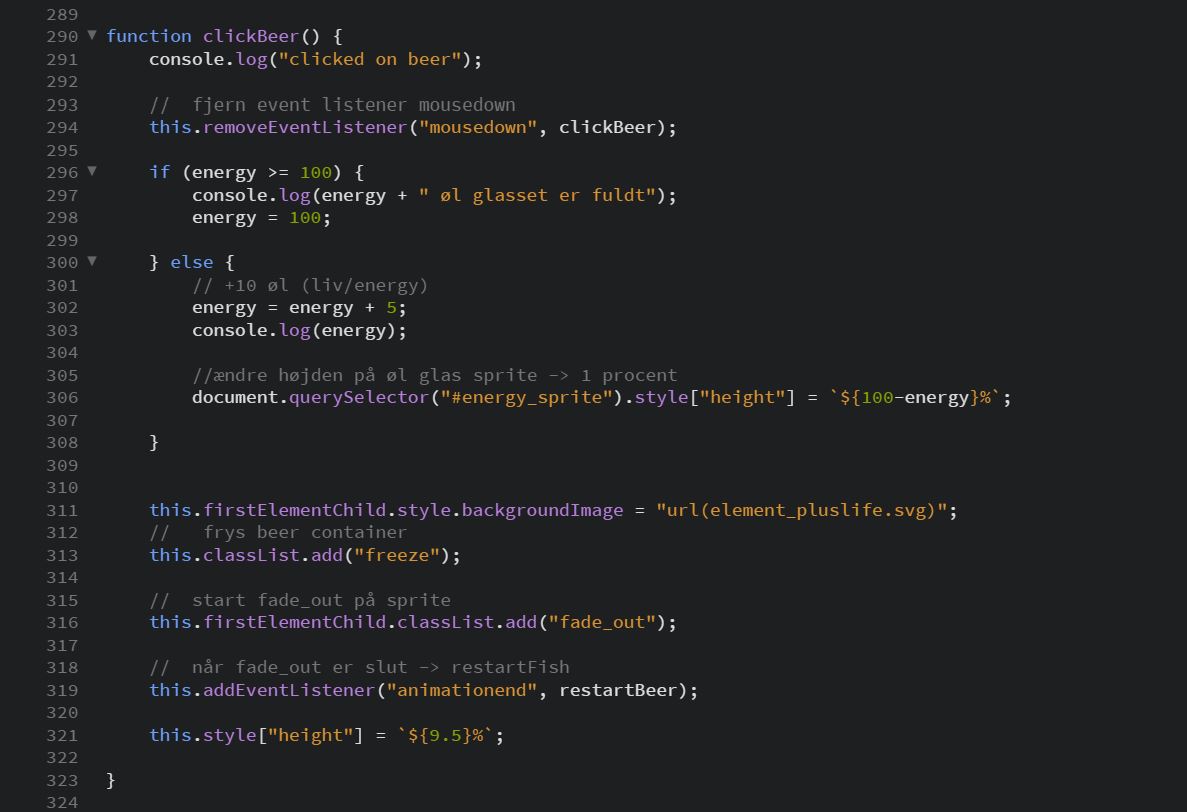 289
290 ▼ function clickBeer() {
291     console.log("clicked on beer");
292
293     //  fjern event listener mousedown
294     this.removeEventListener("mousedown", clickBeer);
295
296 ▼     if (energy >= 100) {
297         console.log(energy + " øl glasset er fuldt");
298         energy = 100;
299
300 ▼     } else {
301         // +10 øl (liv/energy)
302         energy = energy + 5;
303         console.log(energy);
304
305         //ændre højden på øl glas sprite -> 1 procent
306         document.querySelector("#energy_sprite").style["height"] = `${100-energy}%`;
307
308     }
309
310
311     this.firstElementChild.style.backgroundImage = "url(element_pluslife.svg)";
312     //   frys beer container
313     this.classList.add("freeze");
314
315     //  start fade_out på sprite
316     this.firstElementChild.classList.add("fade_out");
317
318     //  når fade_out er slut -> restartFish
319     this.addEventListener("animationend", restartBeer);
320
321     this.style["height"] = `${9.5}%`;
322
323 }
324